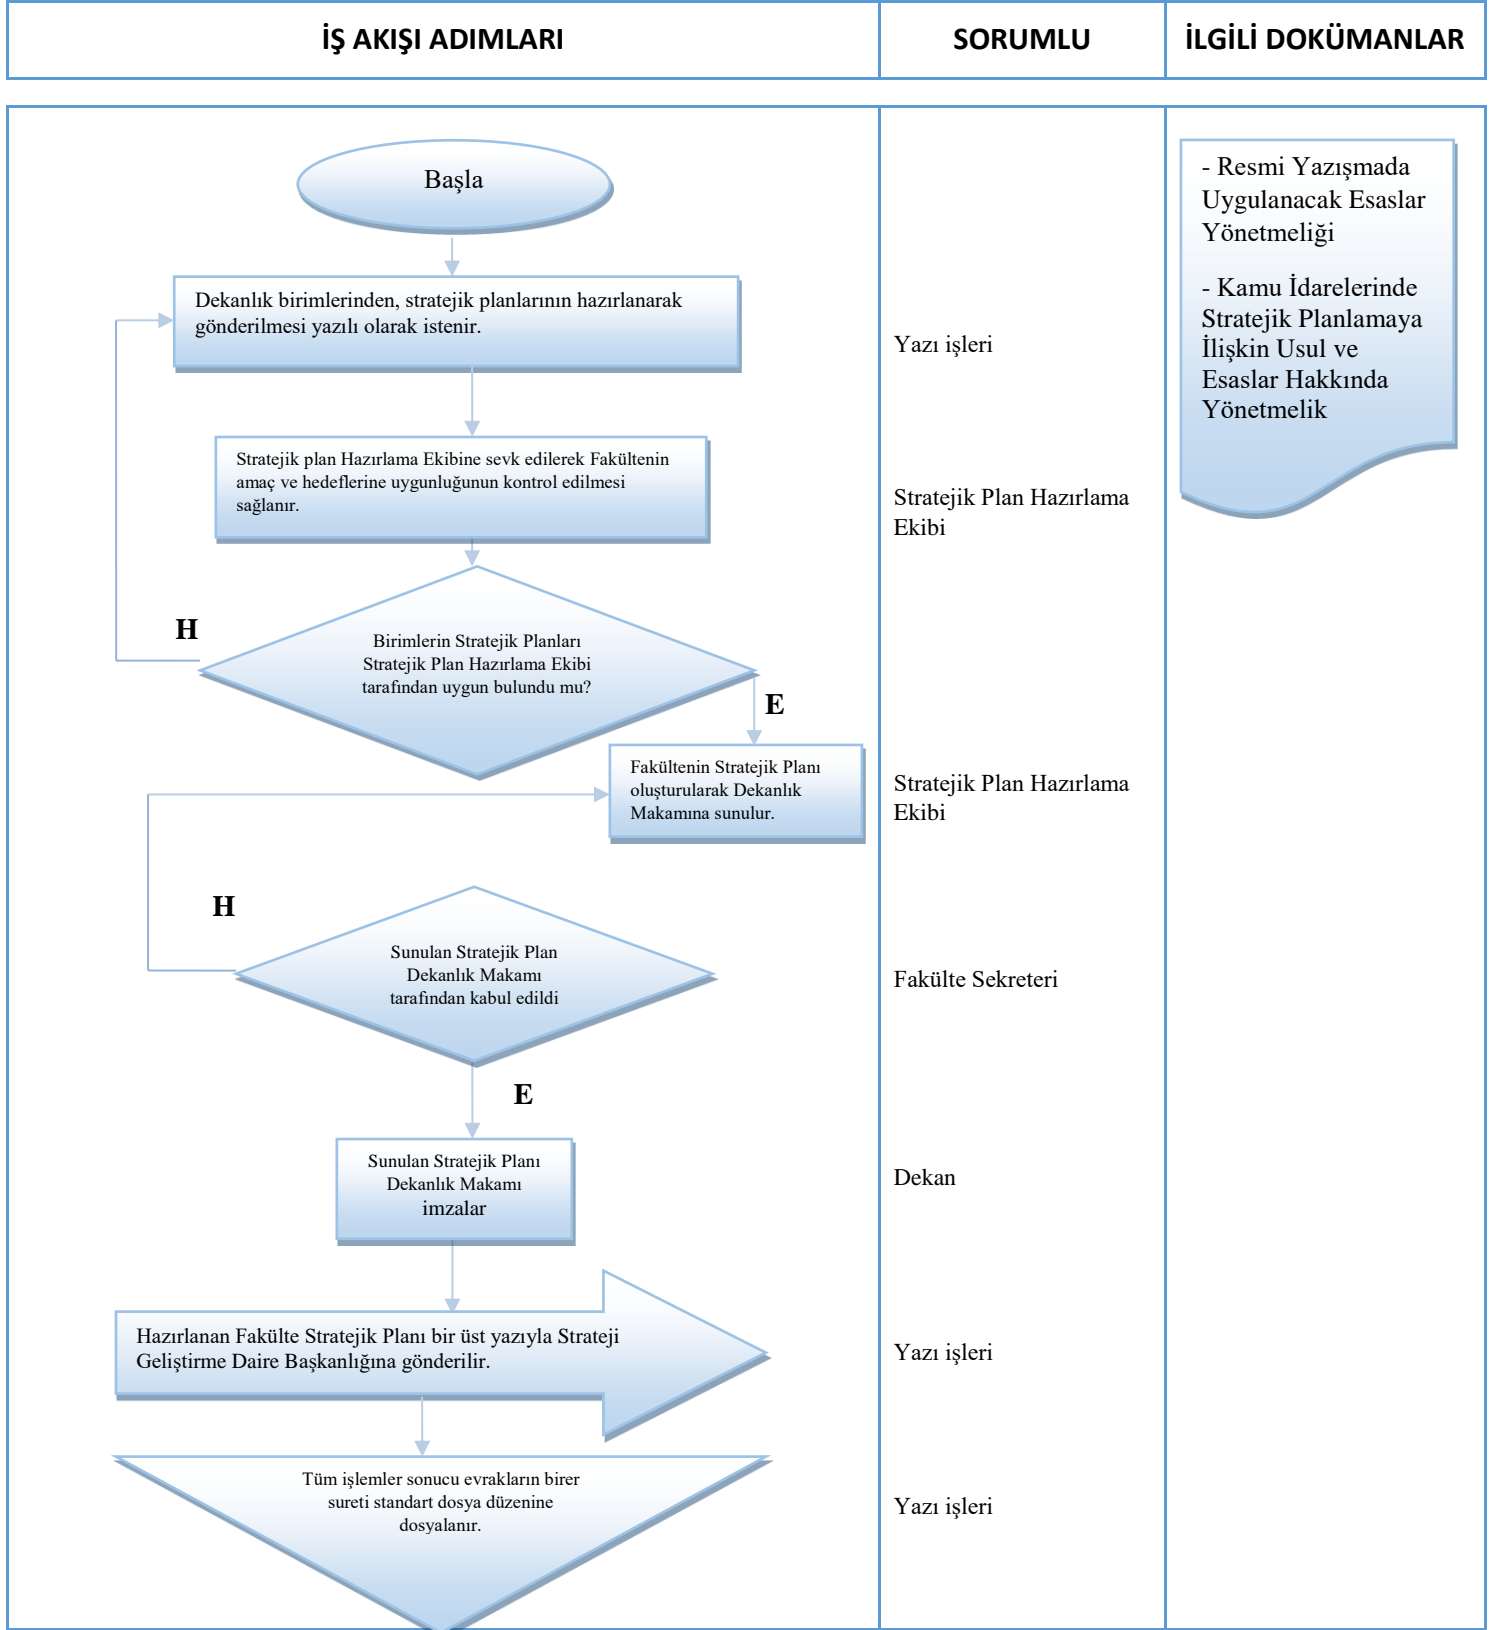 İŞ AKIŞI ADIMLARI
SORUMLU
İLGİLİ DOKÜMANLAR
Başla
Dekanlık birimlerinden, stratejik planlarının hazırlanarak
gönderilmesi yazılı olarak istenir.
Yazı işleri
- Resmi Yazışmada
Uygulanacak Esaslar
Yönetmeliği
- Kamu İdarelerinde
Stratejik Planlamaya
İlişkin Usul ve
Esaslar Hakkında
Yönetmelik
Stratejik plan Hazırlama Ekibine sevk edilerek Fakültenin
amaç ve hedeflerine uygunluğunun kontrol edilmesi
sağlanır.
Stratejik Plan Hazırlama
Ekibi
H
Birimlerin Stratejik Planları
Stratejik Plan Hazırlama Ekibi
tarafından uygun bulundu mu?
E
Fakültenin Stratejik Planı
oluşturularak Dekanlık
Makamına sunulur.
Stratejik Plan Hazırlama
Ekibi
H
Sunulan Stratejik Plan
Dekanlık Makamı
tarafından kabul edildi
Fakülte Sekreteri
E
Sunulan Stratejik Planı
Dekanlık Makamı
imzalar
Dekan
Hazırlanan Fakülte Stratejik Planı bir üst yazıyla Strateji
Geliştirme Daire Başkanlığına gönderilir.
Yazı işleri
Tüm işlemler sonucu evrakların birer
sureti standart dosya düzenine
dosyalanır.
Yazı işleri